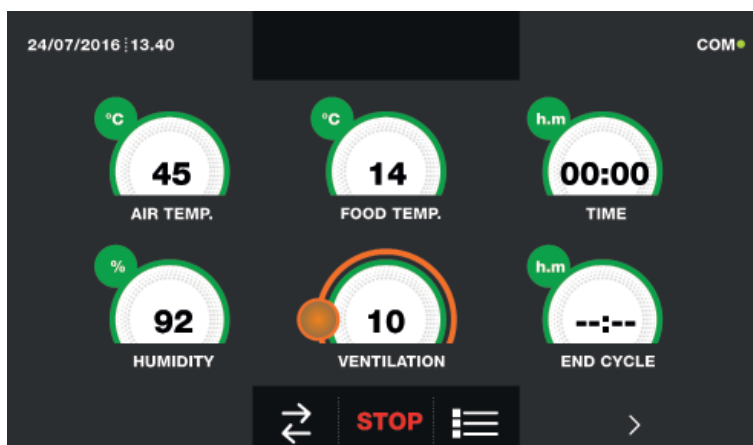 24/07/2016 13.40
COM
°C
°C
h.m
45
14
00:00
AIR TEMP.
FOOD TEMP.
TIME
%
h.m
92
10
--:--
HUMIDITY
VENTILATION
END CYCLE
STOP